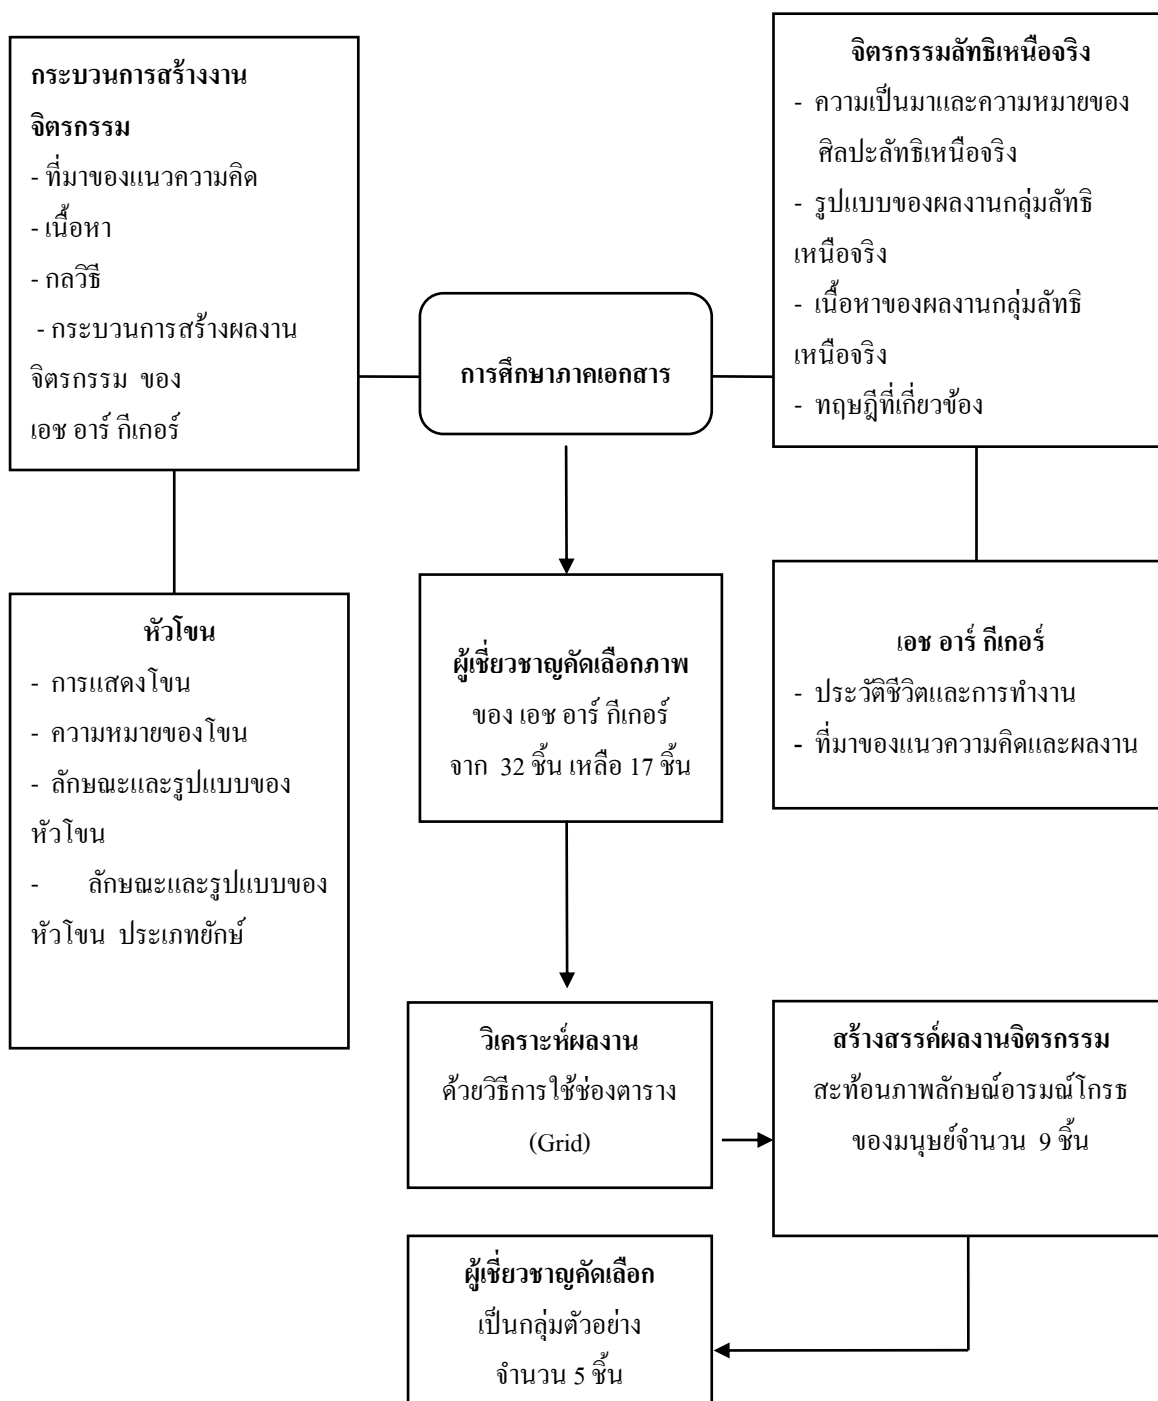 กระบวนการสร้างงาน
จิตรกรรม
- ที่มาของแนวความคิด
- เนื้อหา
- กลวิธี
- กระบวนการสร้างผลงาน
จิตรกรรม ของ
เอช อาร์ กีเกอร์
จิตรกรรมลัทธิเหนือจริง
- ความเป็นมาและความหมายของ
ศิลปะลัทธิเหนือจริง
- รูปแบบของผลงานกลุ่มลัทธิ
เหนือจริง
- เนื้อหาของผลงานกลุ่มลัทธิ
เหนือจริง
- ทฤษฎีที่เกี่ยวข้อง
การศึกษาภาคเอกสาร
หัวโขน
- การแสดงโขน
- ความหมายของโขน
- ลักษณะและรูปแบบของ
หัวโขน
- ลักษณะและรูปแบบของ
หัวโขน ประเภทยักษ์
ผู้เชี่ยวชาญคัดเลือกภาพ
ของ เอช อาร์ กีเกอร์
จาก 32 ชิ้น เหลือ 17 ชิ้น
เอช อาร์ กีเกอร์
- ประวัติชีวิตและการทำงาน
- ที่มาของแนวความคิดและผลงาน
วิเคราะห์ผลงาน
ด้วยวิธีการใช้ช่องตาราง
(Grid)
สร้างสรรค์ผลงานจิตรกรรม
สะท้อนภาพลักษณ์อารมณ์โกรธ
ของมนุษย์จำนวน 9 ชิ้น
ผู้เชี่ยวชาญคัดเลือก
เป็นกลุ่มตัวอย่าง
จำนวน 5 ชิ้น